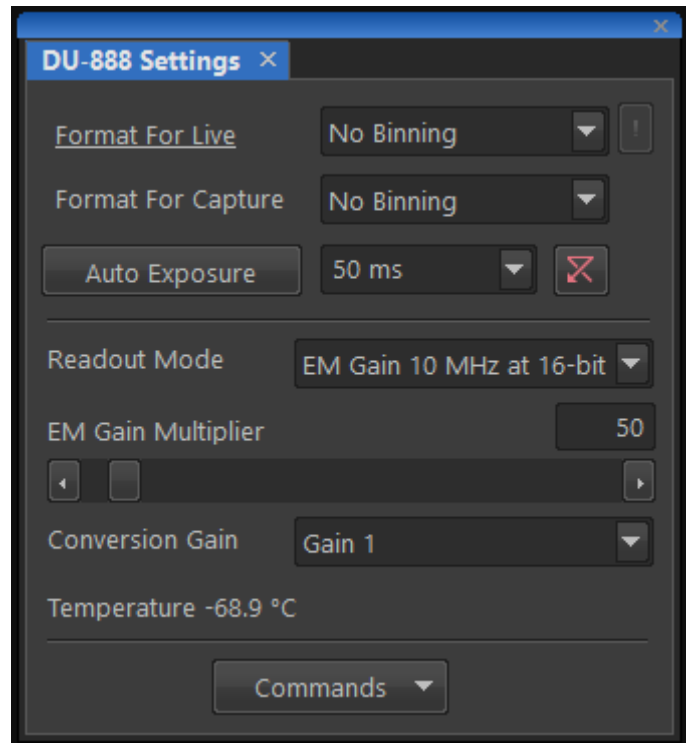 DU-888 Settings
Format For Live No Binning
Format For Capture No Binning
Auto Exposure 50 ms
Readout Mode EM Gain 10 MHz at 16-bit
EM Gain Multiplier 50
Conversion Gain Gain 1
Temperature -68.9 °C
Commands